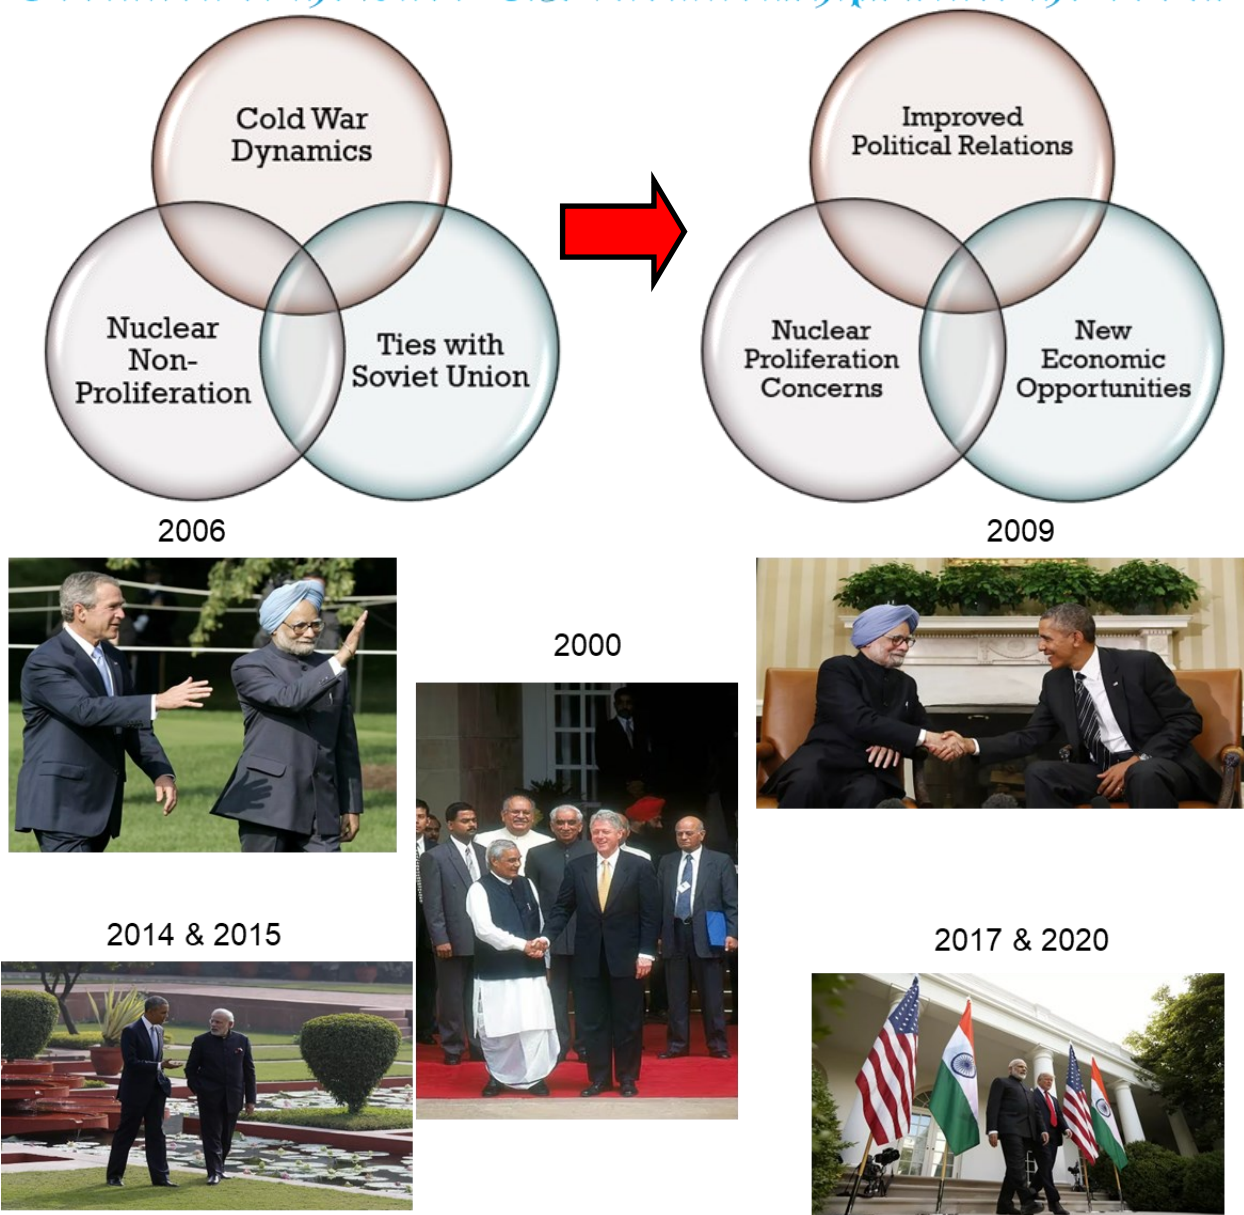 Cold War
Dynamics
Nuclear
Non-
Proliferation
Ties with
Soviet Union
Improved
Political Relations
Nuclear
Proliferation
Concerns
New
Economic
Opportunities
2006
2009
2000
2014 & 2015
2017 & 2020